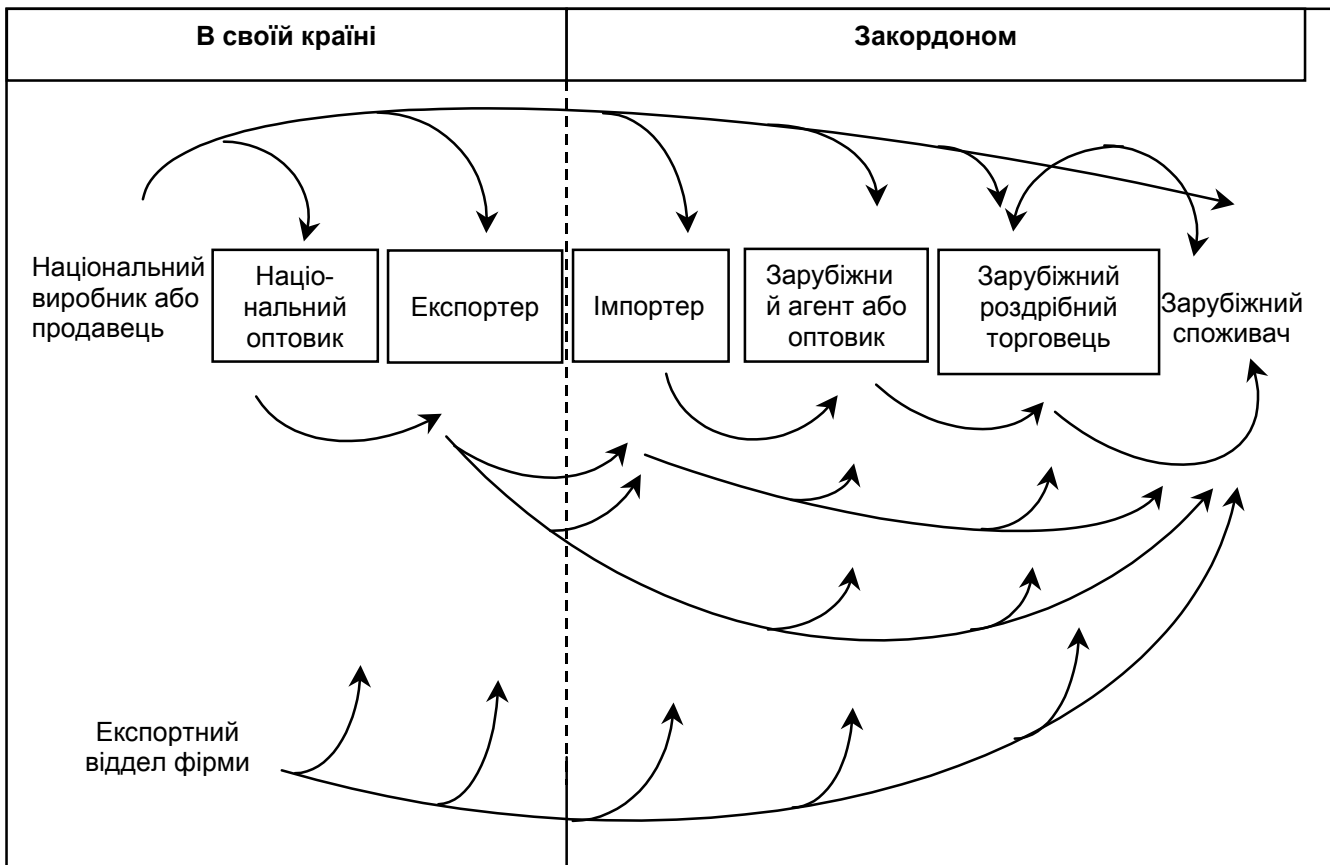 В своїй країні
Закордоном
Національний
виробник або
продавець
Націо-
нальний
оптовик
Експортер
Імпортер
Зарубіжни
й агент або
оптовик
Зарубіжний
роздрібний
торговець
Зарубіжний
споживач
Експортний
віддел фірми